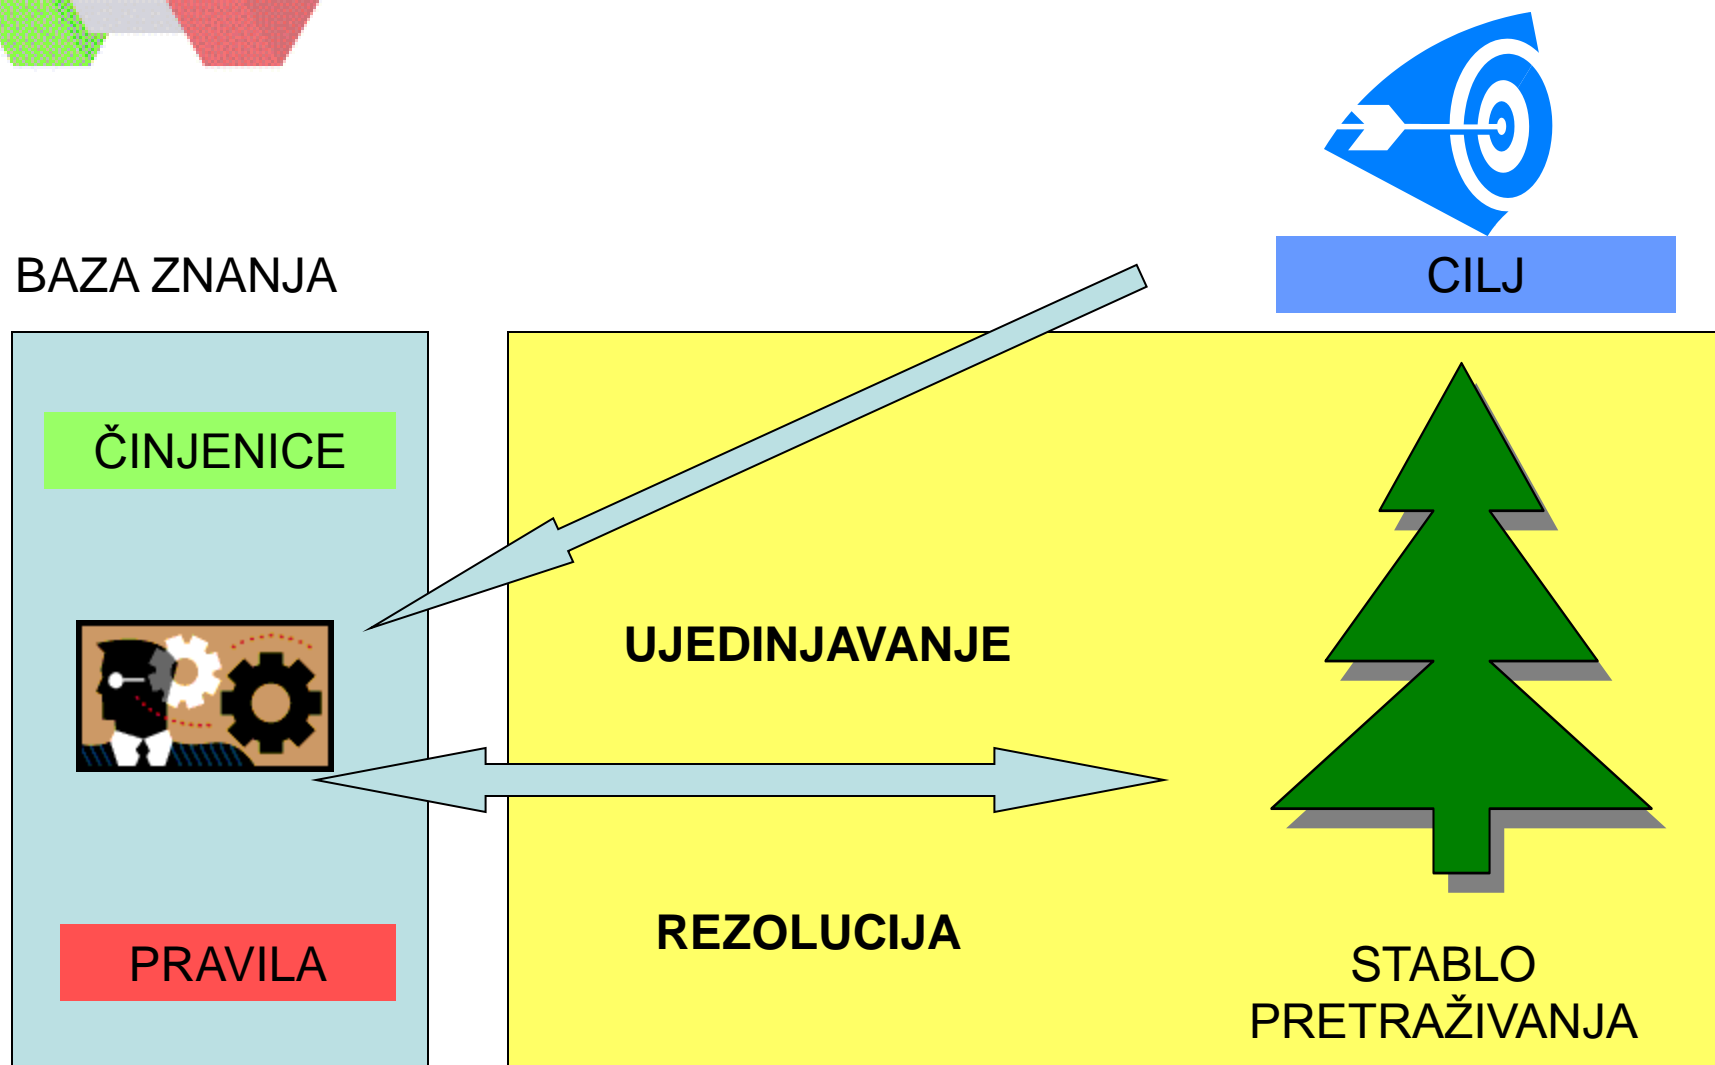 BAZA ZNANJA
CILJ
ČINJENICE
UJEDINJAVANJE
REZOLUCIJA
PRAVILA
STABLO
PRETRAŽIVANJA